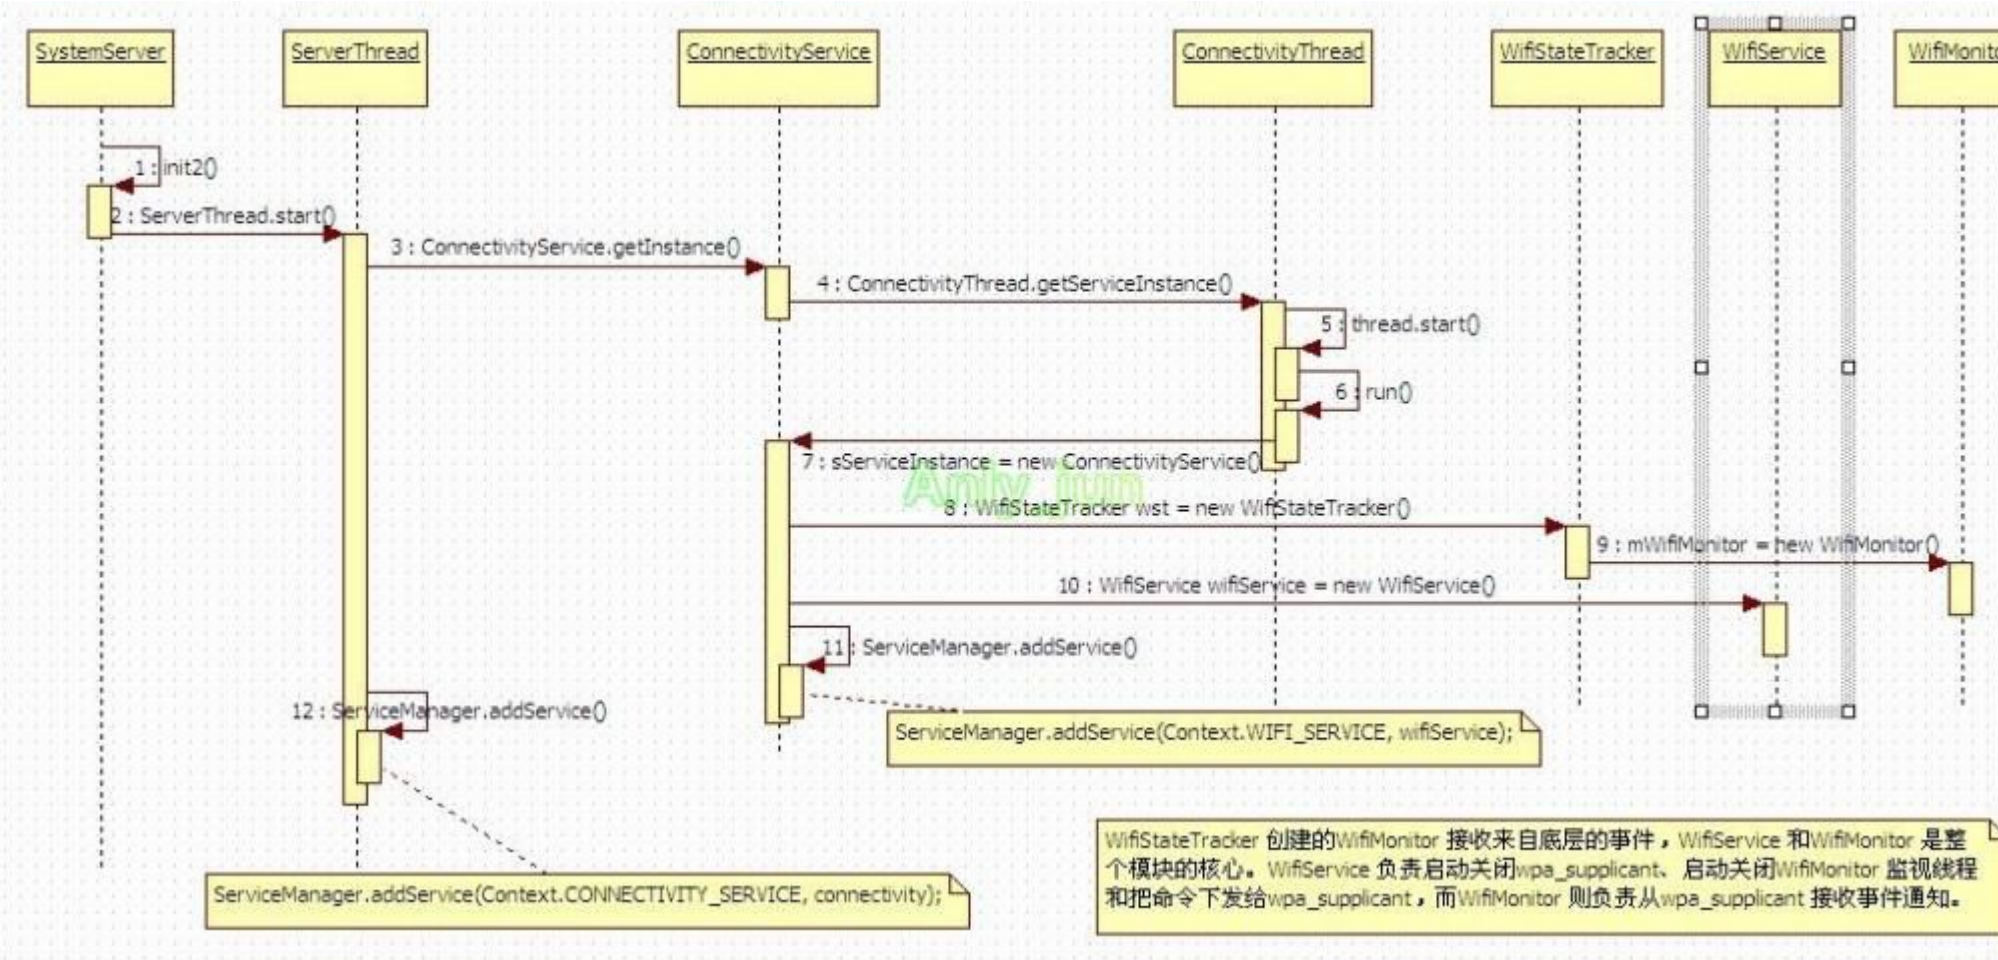 SystemServer
ServerThread
ConnectivityService
ConnectivityThread
WifiStateTracker
WifiService
WifiMonito
1 : init2()
2 : ServerThread.start()
3 : ConnectivityService.getInstance()
4 : ConnectivityThread.getServiceInstance()
5 : thread.start()
6 : run()
7 : sServiceInstance = new ConnectivityService()
Anly_jun
8 : WifiStateTracker wst = new WifiStateTracker()
9 : mWifiMonitor = new WifiMonitor()
10 : WifiService wifiService = new WifiService()
11 : ServiceManager.addService()
12 : ServiceManager.addService()
ServiceManager.addService(Context.WIFI_SERVICE, wifiService);
ServiceManager.addService(Context.CONNECTIVITY_SERVICE, connectivity);
WifiStateTracker 创建的WifiMonitor 接收来自底层的事件，WifiService 和WifiMonitor 是整
个模块的核心。WifiService 负责启动关闭wpa_supplicant、启动关闭WifiMonitor 监视线程
和把命令下发给wpa_supplicant，而WifiMonitor 则负责从wpa_supplicant 接收事件通知。